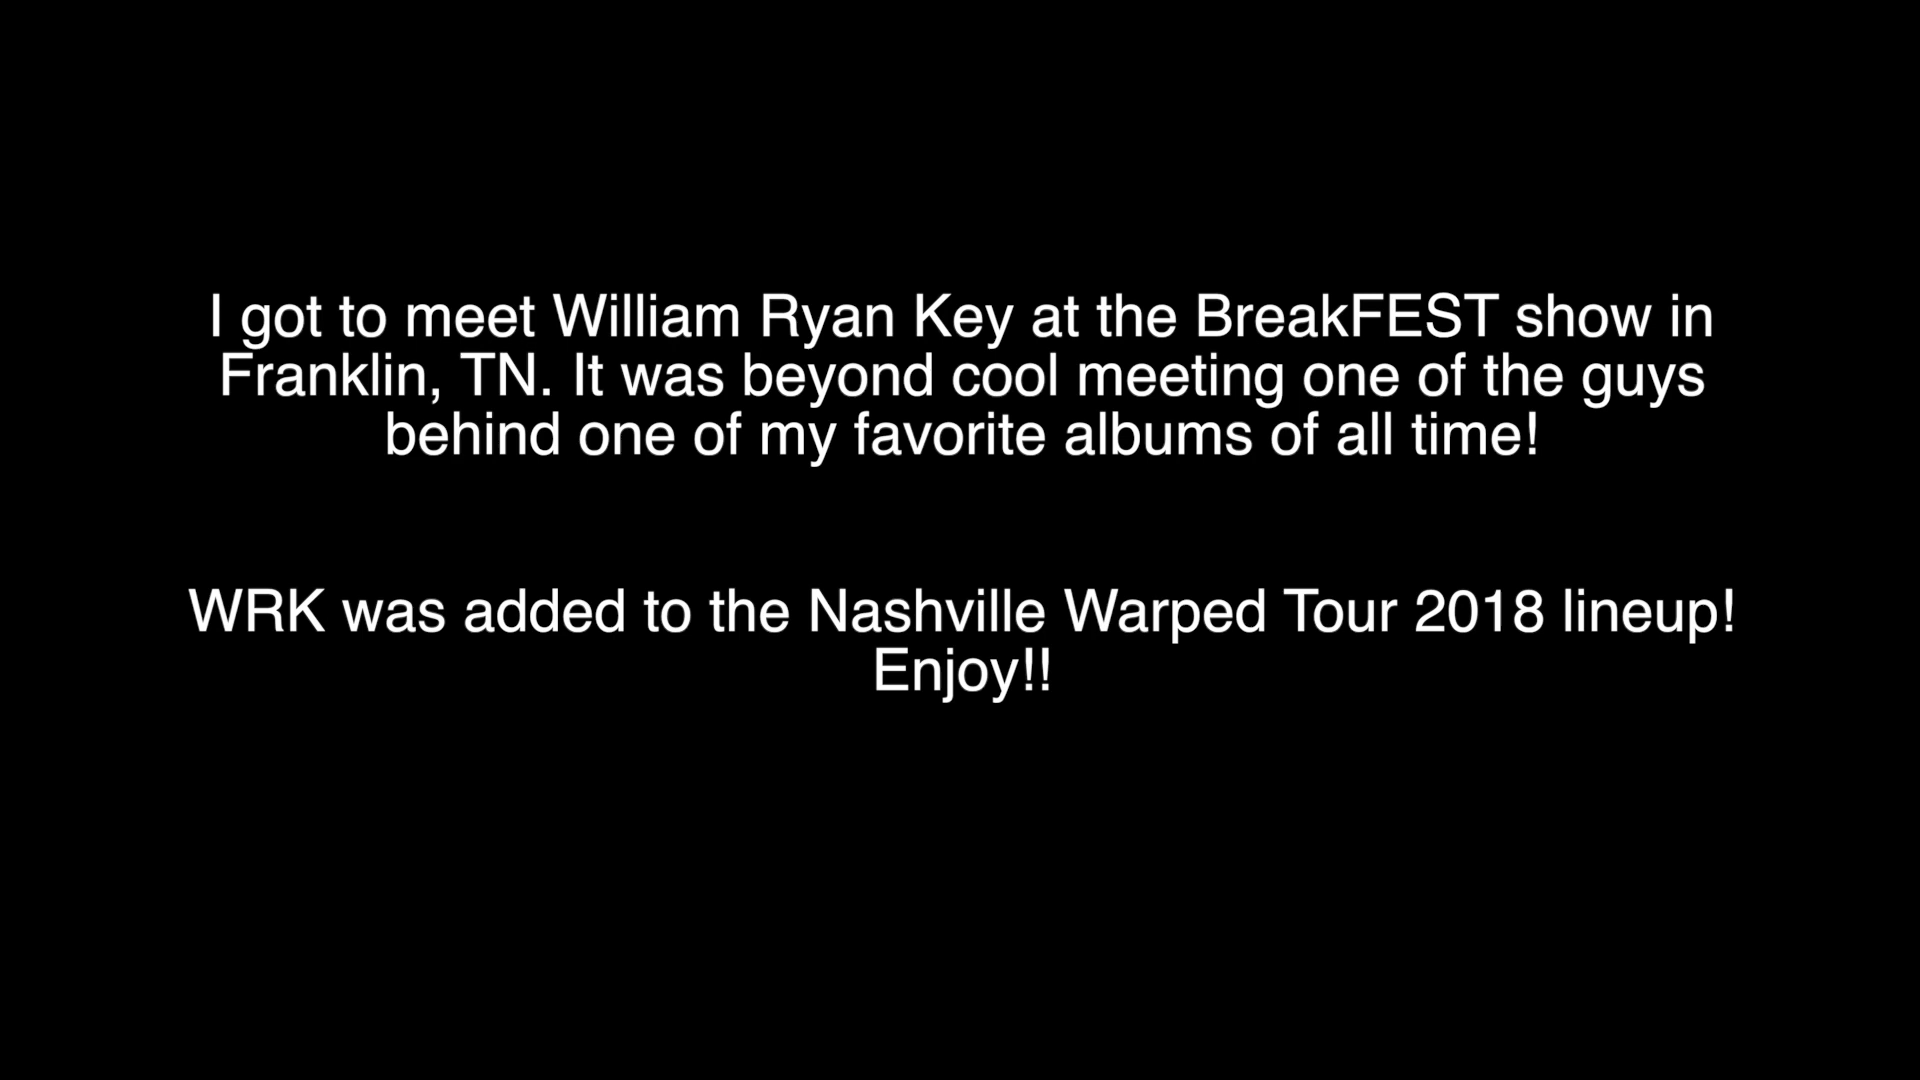 I got to meet William Ryan Key at the BreakFEST show in
Franklin, TN. It was beyond cool meeting one of the guys
behind one of my favorite albums of all time!
WRK was added to the Nashville Warped Tour 2018 lineup!
Enjoy!!